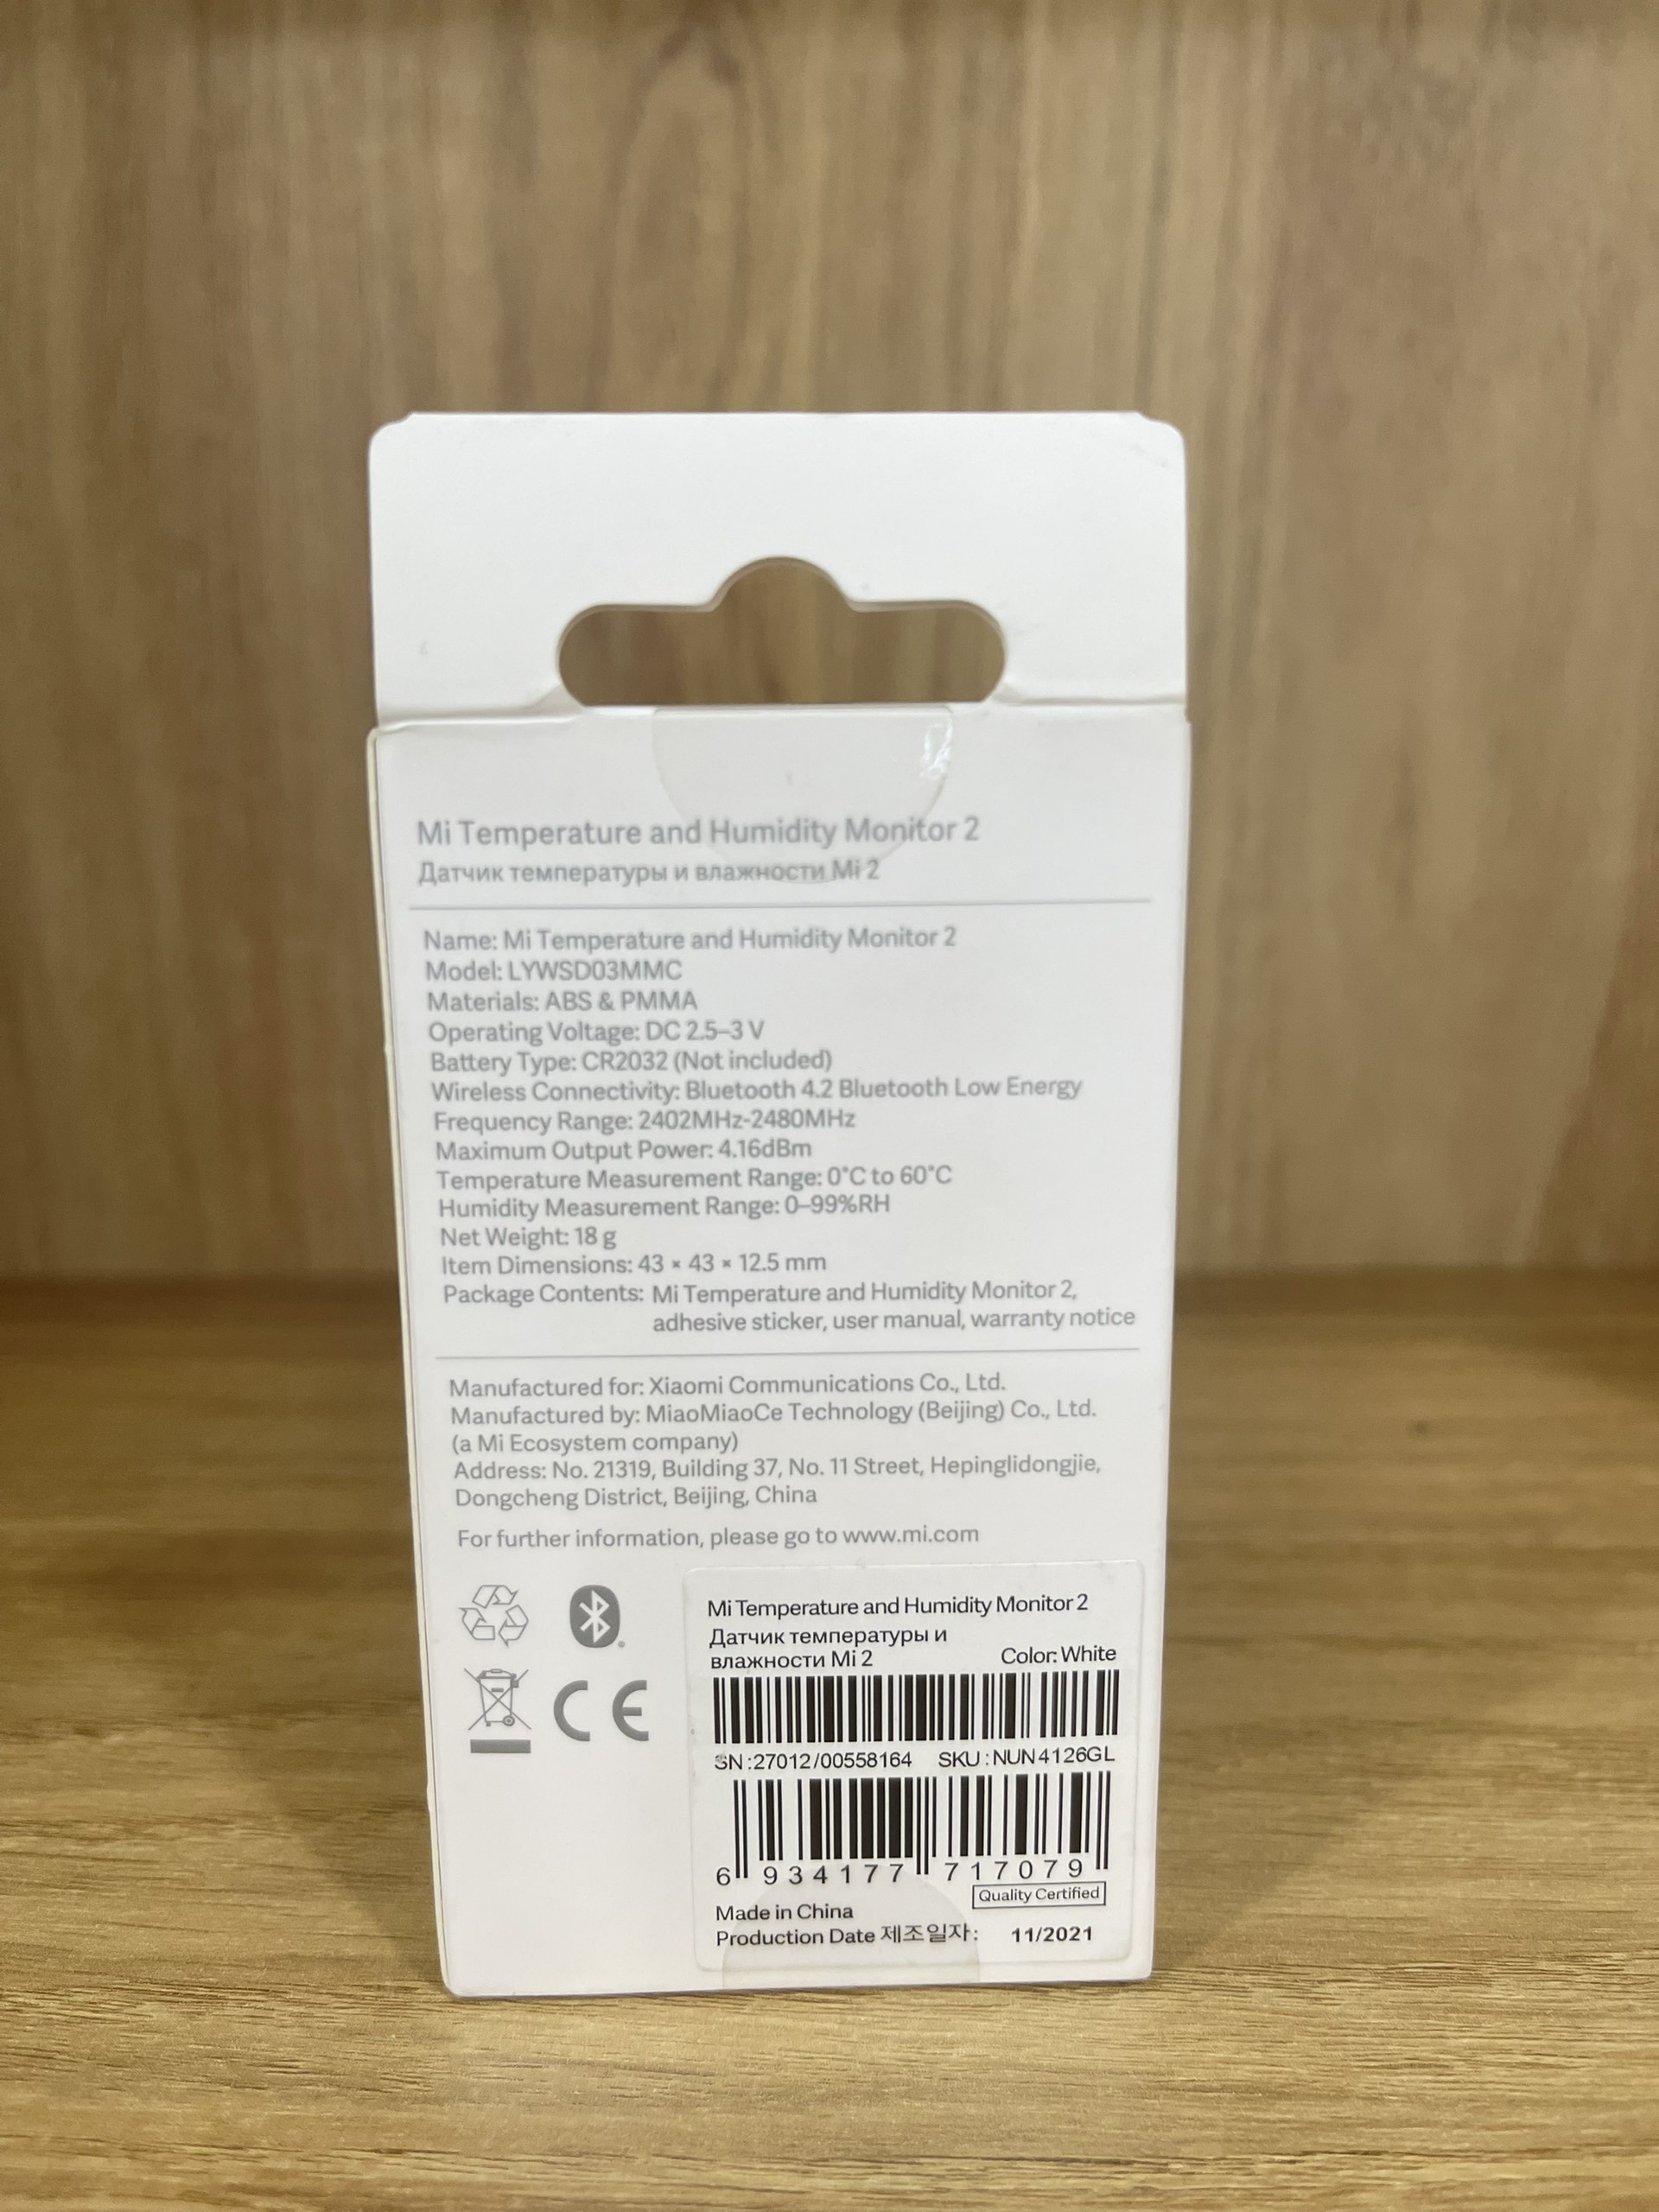 Mi Temperature and Humidity Monitor 2
Датчик температуры и влажности Mi 2
Name: Mi Temperature and Humidity Monitor 2
Model: LYWSD03MMC
Materials: ABS & PMMA
Operating Voltage: DC 2.5–3 V
Battery Type: CR2032 (Not included)
Wireless Connectivity: Bluetooth 4.2 Bluetooth Low Energy
Frequency Range: 2402MHz-2480MHz
Maximum Output Power: 4.16dBm
Temperature Measurement Range: 0°C to 60°C
Humidity Measurement Range: 0–99%RH
Net Weight: 18 g
Item Dimensions: 43 × 43 × 12.5 mm
Package Contents: Mi Temperature and Humidity Monitor 2,
adhesive sticker, user manual, warranty notice
Manufactured for: Xiaomi Communications Co., Ltd.
Manufactured by: MiaoMiaoCe Technology (Beijing) Co., Ltd.
(a Mi Ecosystem company)
Address: No. 21319, Building 37, No. 11 Street, Hepinglidongjie,
Dongcheng District, Beijing, China
For further information, please go to www.mi.com
CE
Mi Temperature and Humidity Monitor 2
Датчик температуры и
влажности Mi 2 Color: White
SN:27012/00558164 SKU:NUN4126GL
6 934177 717079
Quality Certified
Made in China
Production Date 제조일자: 11/2021